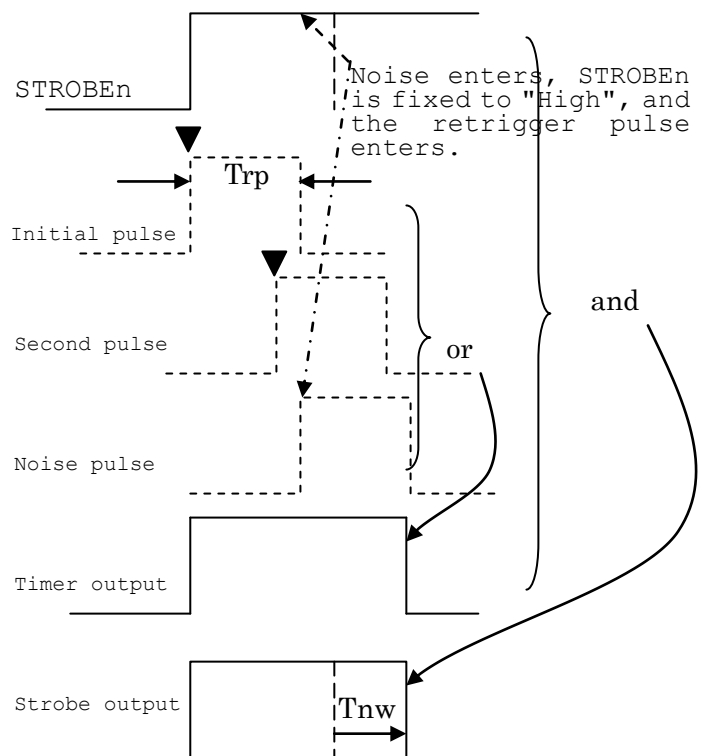 STROBEn
Noise enters, STROBEn
is fixed to "High", and
the retrigger pulse
enters.
Trp
Initial pulse
Second pulse
and
or
Noise pulse
Timer output
Strobe output
Tnw